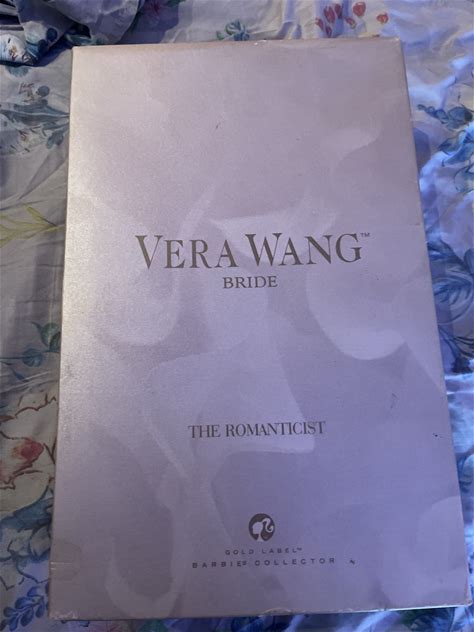 VERA WANG™
BRIDE
THE ROMANTICIST
GOLD LABEL™
BARBIE® COLLECTOR